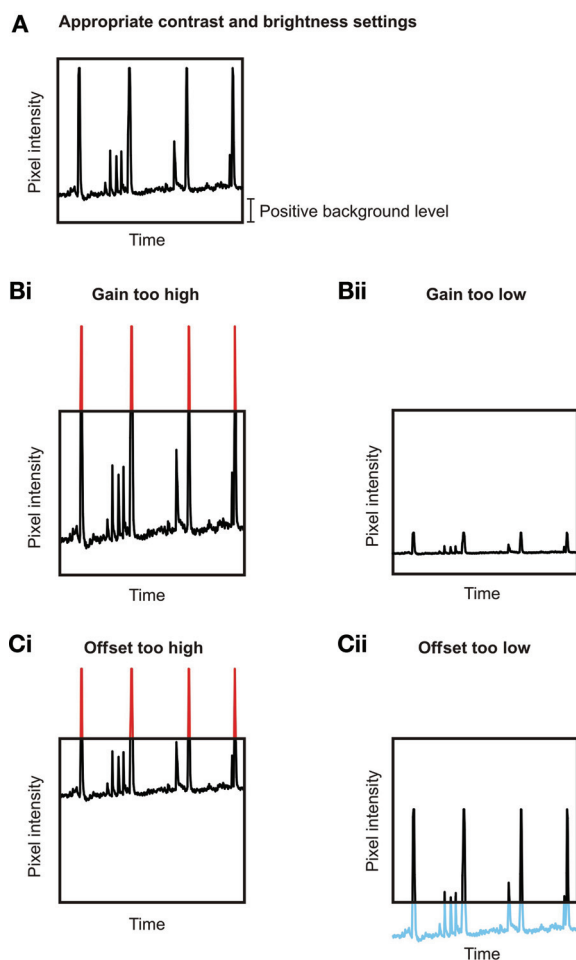 A Appropriate contrast and brightness settings
Pixel intensity
Positive background level
Time
Bi Gain too high
Bii Gain too low
Pixel intensity
Pixel intensity
Time
Time
Ci Offset too high
Cii Offset too low
Pixel intensity
Pixel intensity
Time
Time